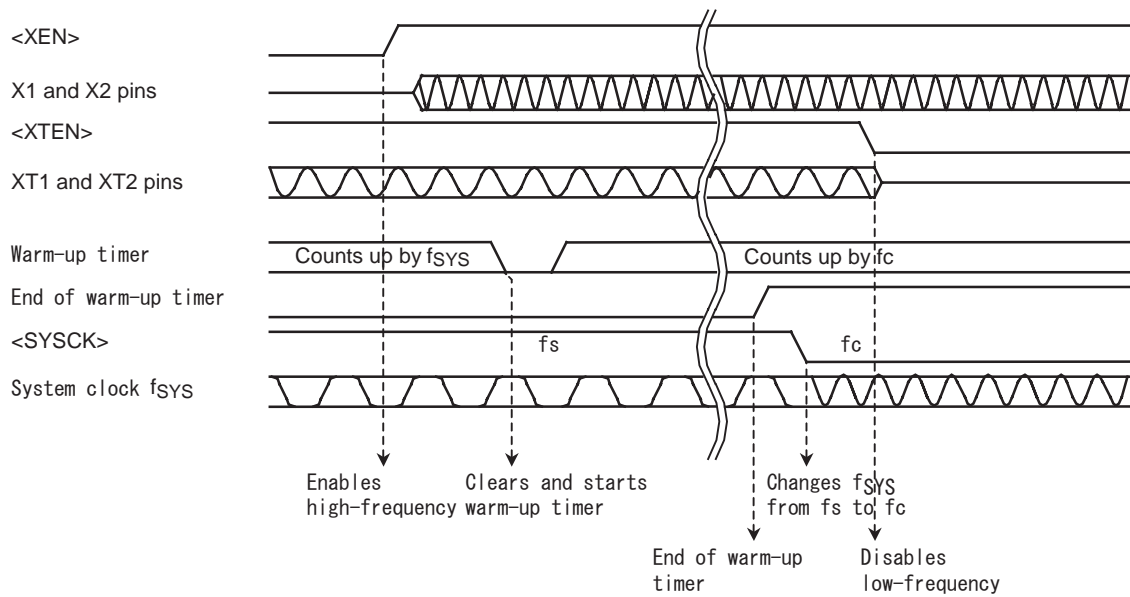 <XEN>
X1 and X2 pins
<XTEN>
XT1 and XT2 pins
Warm-up timer
Counts up by fSYS
Counts up by fc
End of warm-up timer
<SYSCK>
fs
fc
System clock fSYS
Enables
high-frequency
Clears and starts
warm-up timer
Changes fSYS
from fs to fc
End of warm-up
timer
Disables
low-frequency